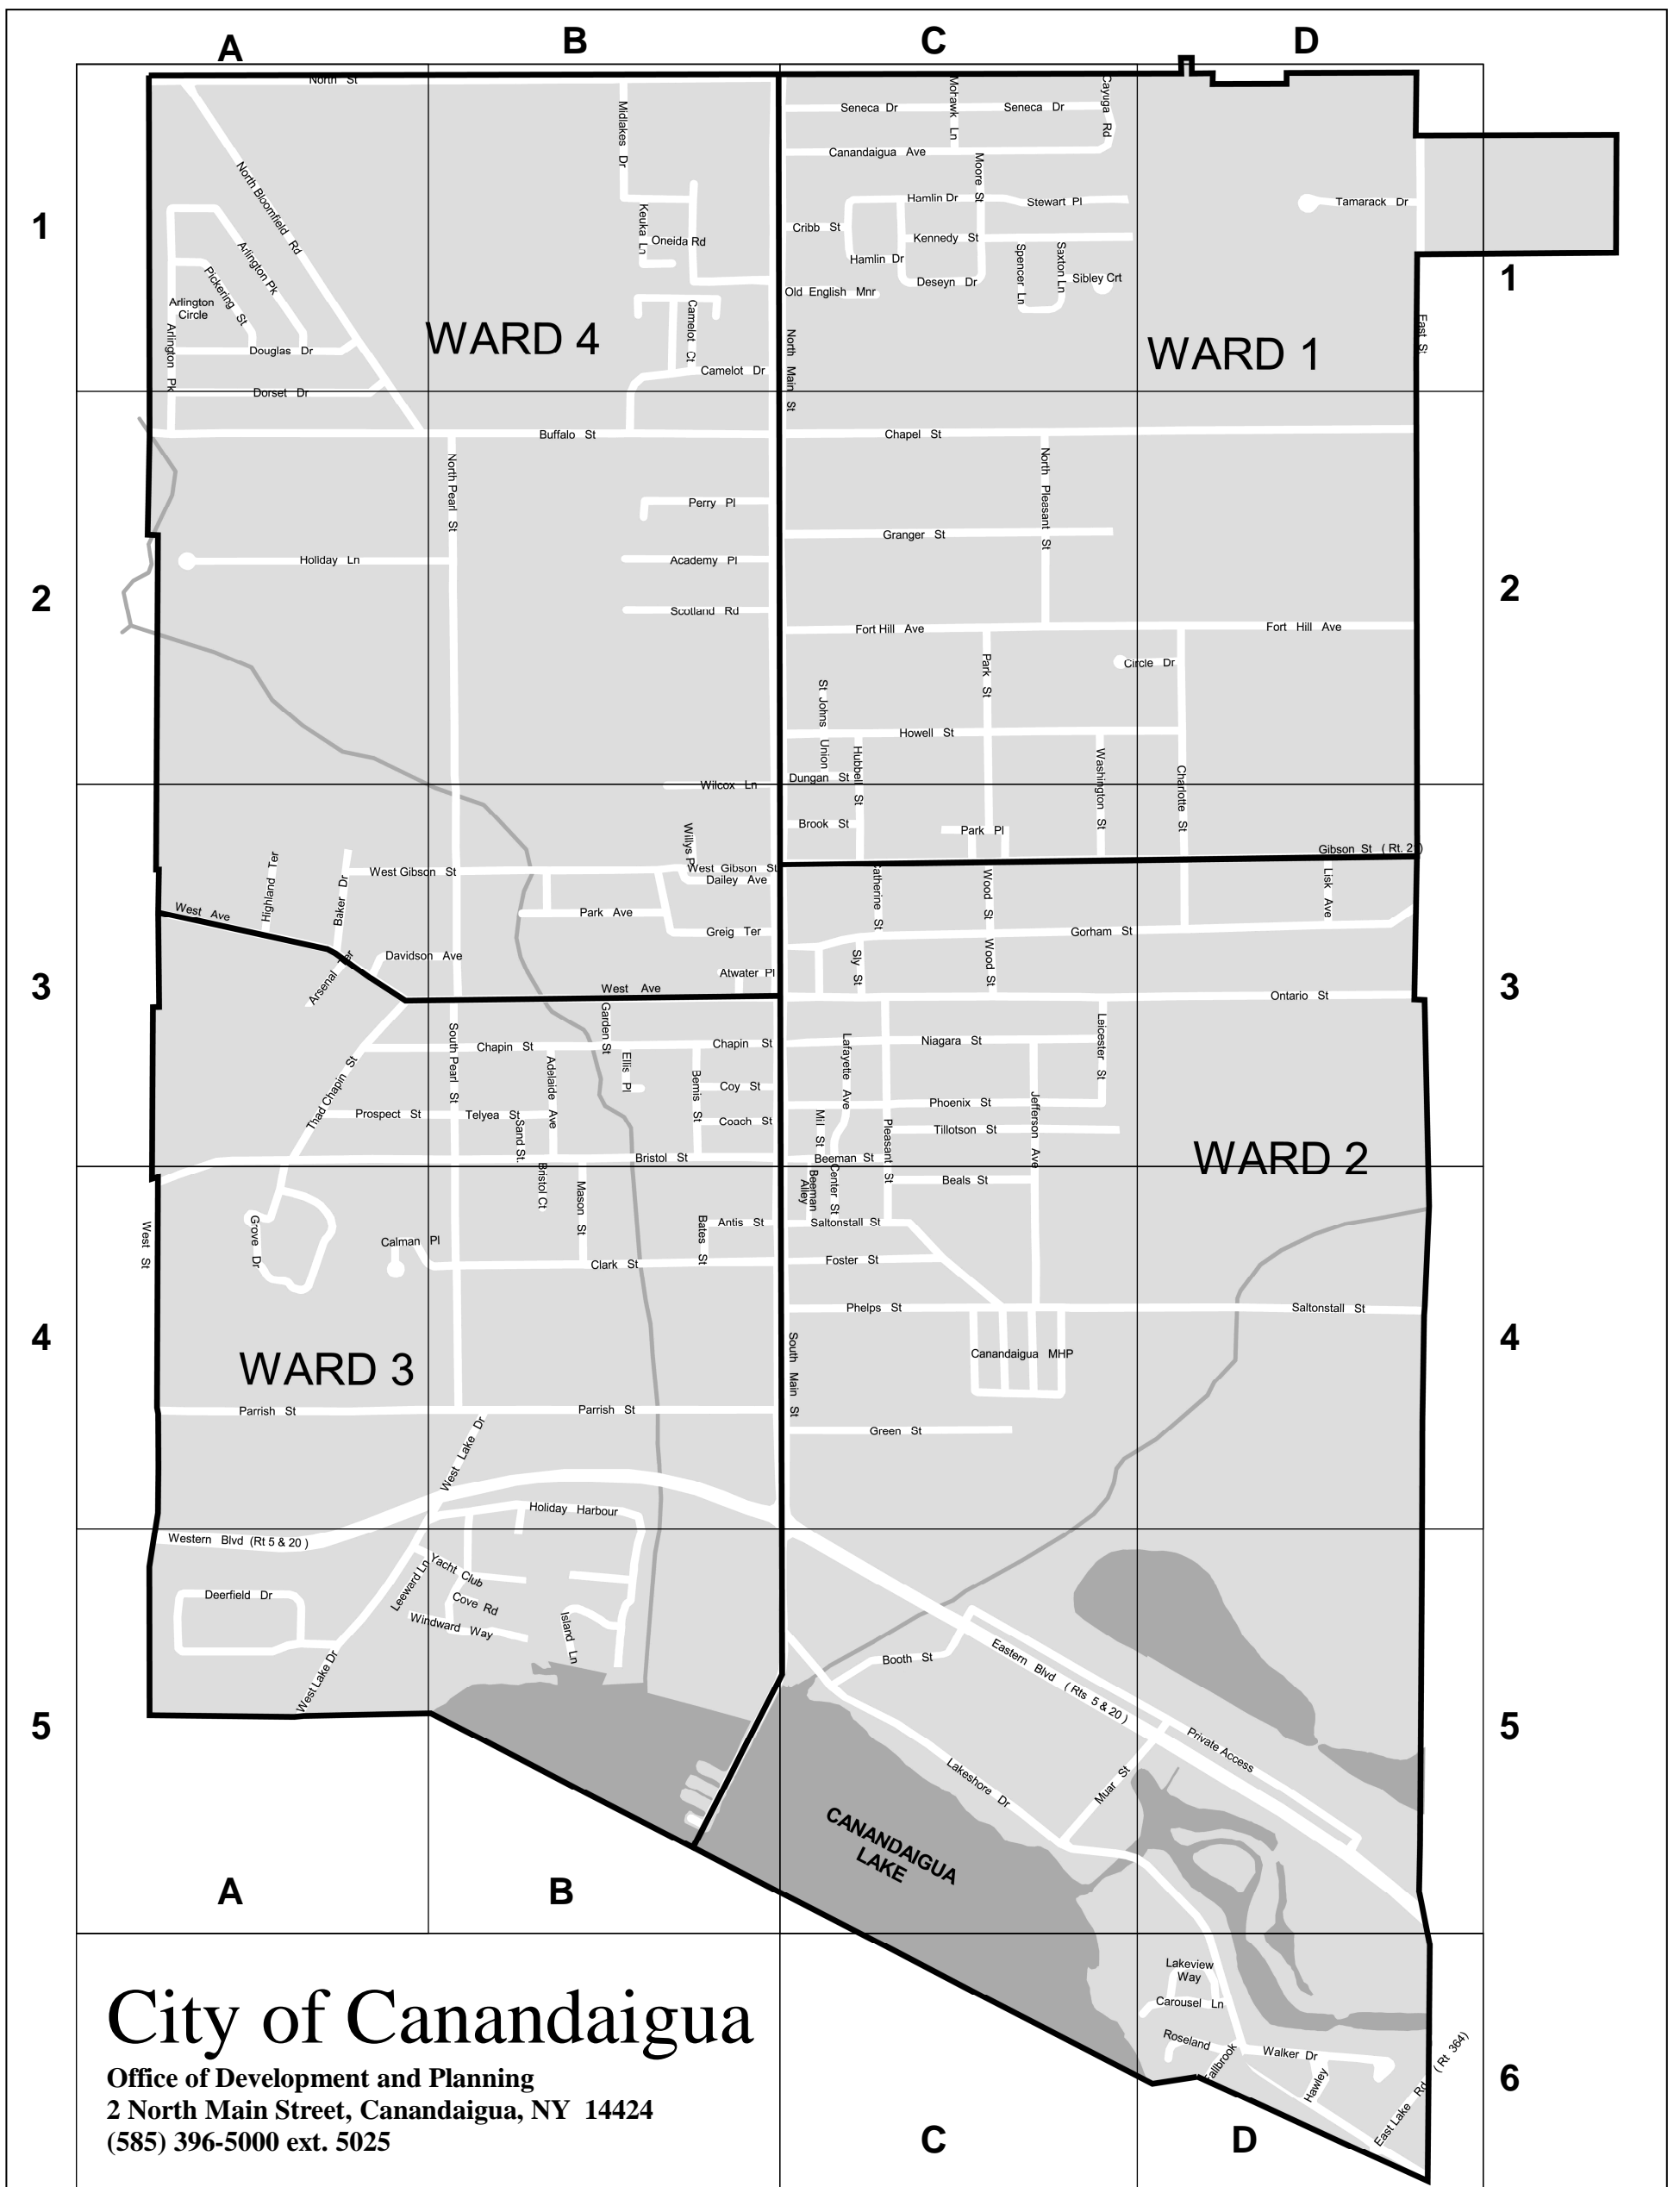 A
B
C
D
North St
Midlakes Dr
Seneca Dr
Mohawk Ln
Seneca Dr
Cayuga Rd
Canandaigua Ave
Moore St
North Bloomfield Rd
Hamlin Dr
Stewart Pl
Tamarack Dr
1
Keuka Ln
Oneida Rd
Cribb St
Kennedy St
Arlington Pk
Pickering St
Hamlin Dr
Spencer Ln
Saxton Ln
Sibley Crt
1
Deseyn Dr
Old English Mnr
Arlington
Circle
Camelot Ct
WARD 4
WARD 1
East St
Arlington Pk
Douglas Dr
North Main St
Camelot Dr
Dorset Dr
Buffalo St
Chapel St
North Pearl St
North Pleasant St
Perry Pl
Granger St
Holiday Ln
Academy Pl
2
2
Scotland Rd
Fort Hill Ave
Fort Hill Ave
Park St
Circle Dr
St Johns
Howell St
Union
Hubbell St
Washington St
Charlotte St
Dungan St
Wilcox Ln
Brook St
Park Pl
Willys Pl
Gibson St ( Rt. 21)
Highland Ter
Baker Dr
West Gibson St
West Gibson St
Dailey Ave
Catherine St
Wood St
Lisk Ave
West Ave
Park Ave
Greig Ter
Gorham St
Arsenal Ter
Davidson Ave
Sly St
Wood St
Atwater Pl
3
West Ave
Ontario St
3
Garden St
South Pearl St
Chapin St
Chapin St
Lafayette Ave
Niagara St
Leicester St
Thad Chapin St
Adelaide Ave
Ellis Pl
Bemis St
Coy St
Jefferson Ave
Prospect St
Telyea St
Sand St.
Coach St
Mil St
Phoenix St
Pleasant St
Tillotson St
WARD 2
Bristol St
Beeman St
Bristol Ct
Mason St
Beeman
Alley
Center St
Beals St
West St
Grove Dr
Calman Pl
Bates St
Antis St
Saltonstall St
Clark St
Foster St
Phelps St
Saltonstall St
4
4
South Main St
Canandaigua MHP
WARD 3
Parrish St
Parrish St
West Lake Dr
Green St
Holiday Harbour
Western Blvd (Rt 5 & 20 )
Leeward Ln
Yacht Club
Deerfield Dr
Cove Rd
Windward Way
Island Ln
West Lake Dr
Booth St
Eastern Blvd ( Rts 5 & 20 )
5
5
Private Access
Lakeshore Dr
Muar St
CANANDAIGUA
LAKE
A
B
Lakeview
Way
Carousel Ln
Roseland
Fallbrook
Walker Dr
Hawley
East Lake Rd (Rt 364)
6
C
D
City of Canandaigua
Office of Development and Planning
2 North Main Street, Canandaigua, NY 14424
(585) 396-5000 ext. 5025